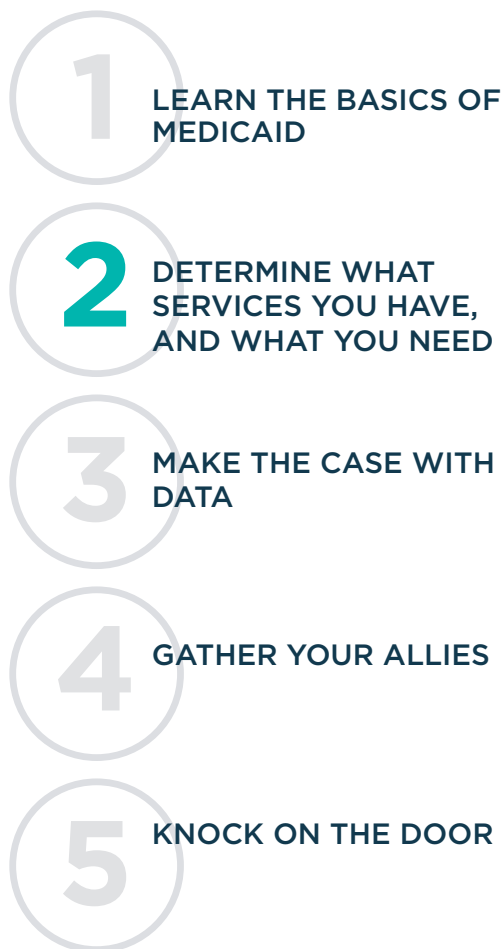 1
LEARN THE BASICS OF
MEDICAID
2
DETERMINE WHAT
SERVICES YOU HAVE,
AND WHAT YOU NEED
3
MAKE THE CASE WITH
DATA
4
GATHER YOUR ALLIES
5
KNOCK ON THE DOOR